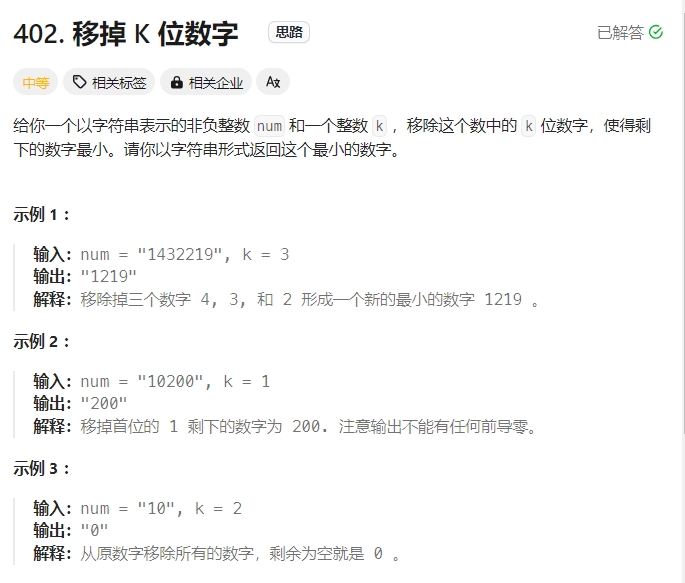 402. 移掉 K 位数字 思路 已解答
中等 相关标签 相关企业 Ax
给你一个以字符串表示的非负整数 num 和一个整数 k ，移除这个数中的 k 位数字，使得剩
下的数字最小。请你以字符串形式返回这个最小的数字。
示例 1 ：
输入：num = "1432219", k = 3
输出："1219"
解释：移除掉三个数字 4, 3, 和 2 形成一个新的最小的数字 1219 。
示例 2 ：
输入：num = "10200", k = 1
输出："200"
解释：移掉首位的 1 剩下的数字为 200. 注意输出不能有任何前导零。
示例 3 ：
输入：num = "10", k = 2
输出："0"
解释：从原数字移除所有的数字，剩余为空就是 0 。